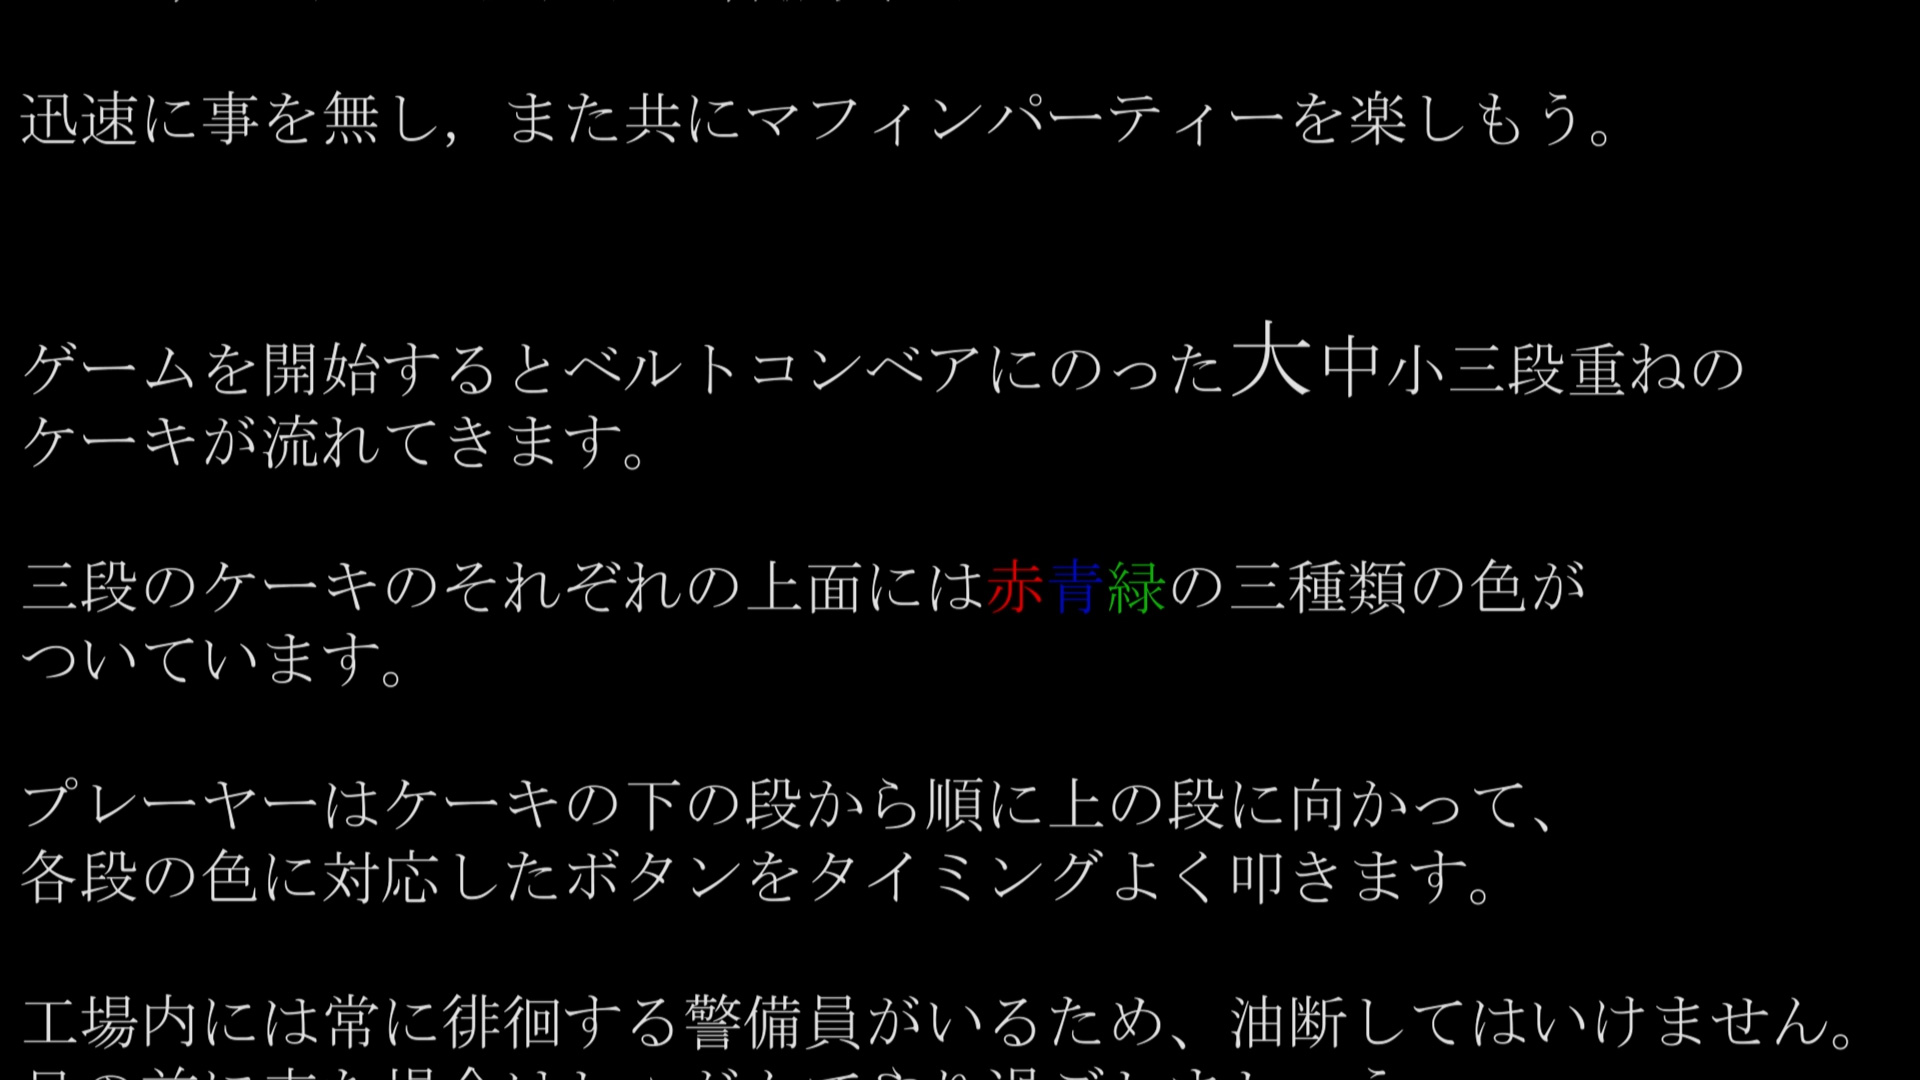 迅速に事を無し，また共にマフィンパーティーを楽しもう。
ゲームを開始するとベルトコンベアにのった大中小三段重ねの
ケーキが流れてきます。
三段のケーキのそれぞれの上面には赤青緑の三種類の色が
ついています。
プレーヤーはケーキの下の段から順に上の段に向かって、
各段の色に対応したボタンをタイミングよく叩きます。
工場内には常に徘徊する警備員がいるため、油断してはいけません。